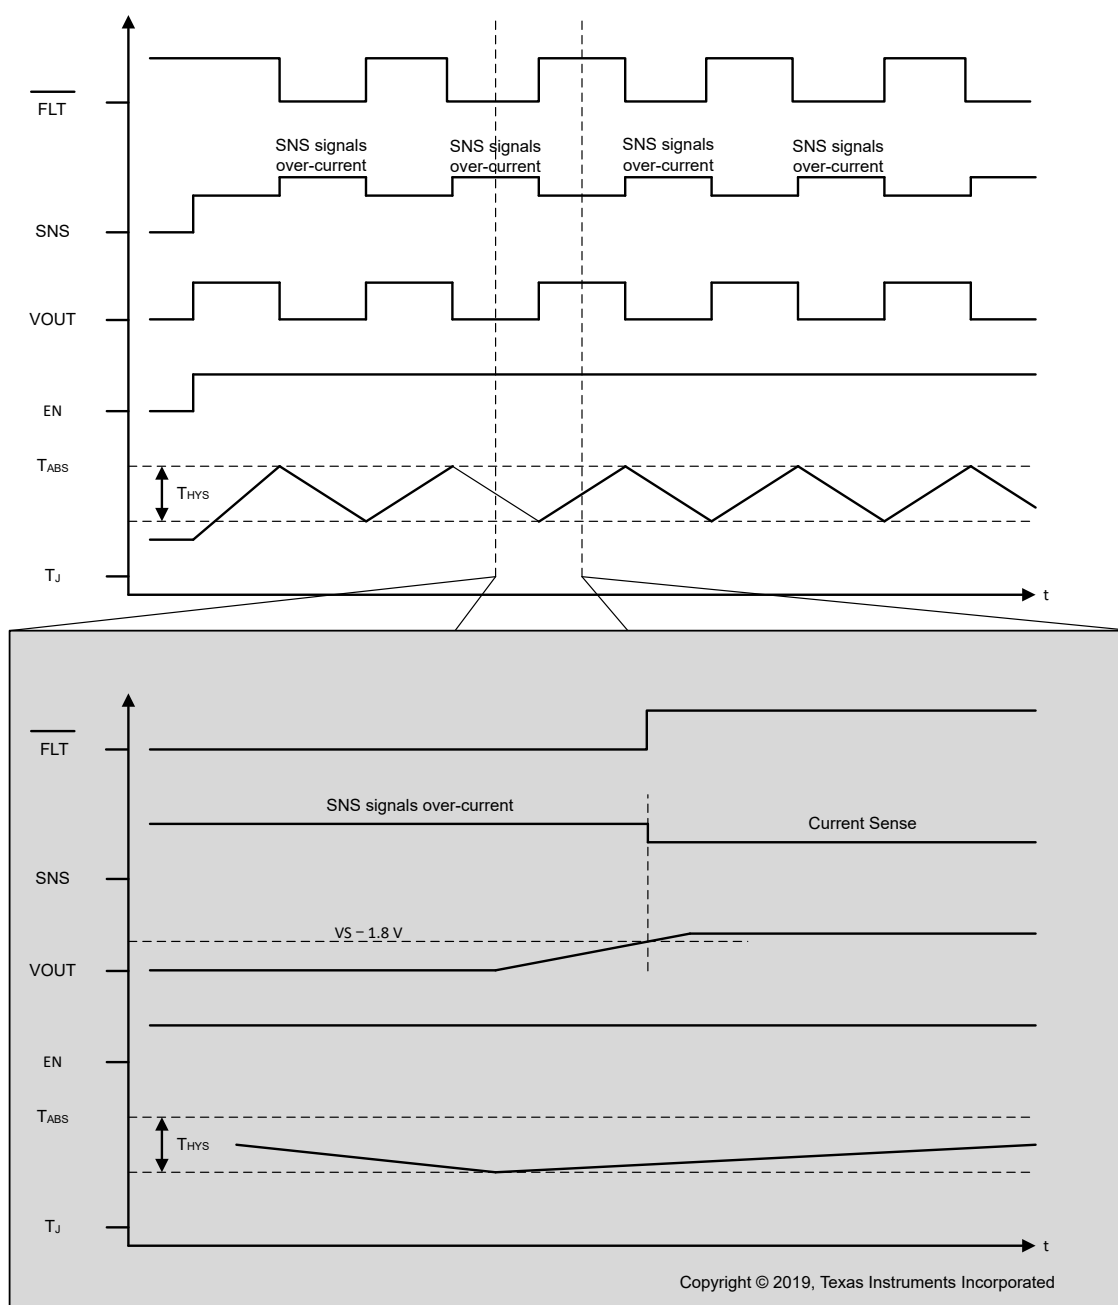 FLT
SNS signals
over-current
SNS signals
over-current
SNS signals
over-current
SNS signals
over-current
SNS
VOUT
EN
TABS
THYS
TJ
t
FLT
SNS signals over-current
Current Sense
SNS
VS – 1.8 V
VOUT
EN
TABS
THYS
TJ
t
Copyright © 2019, Texas Instruments Incorporated